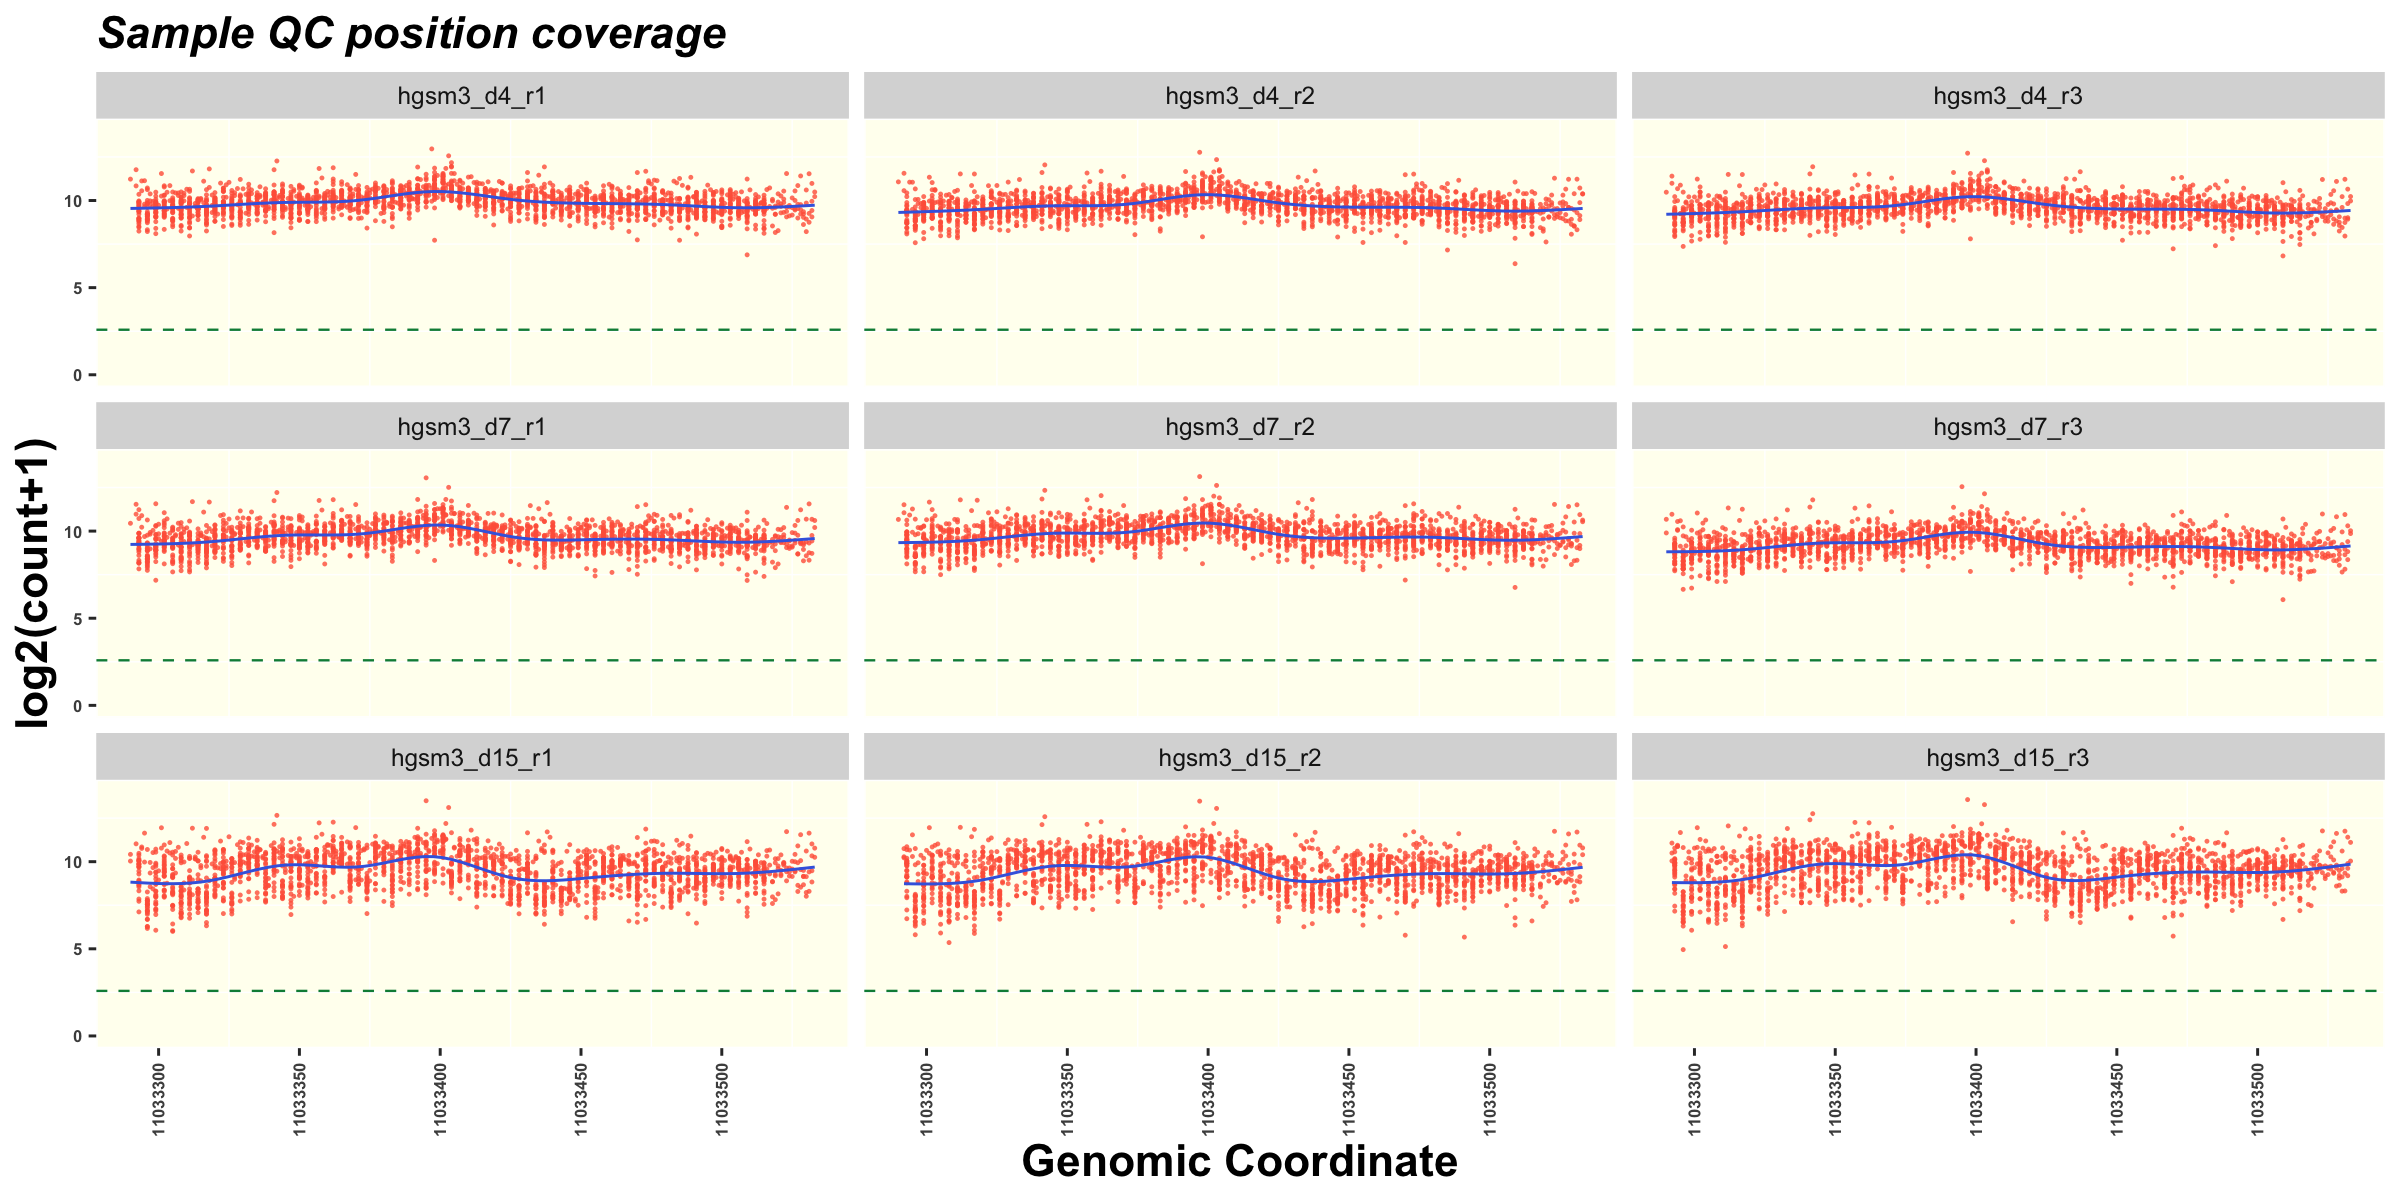 Sample QC position coverage
hgsm3_d4_r1
hgsm3_d4_r2
hgsm3_d4_r3
10
5
0
hgsm3_d7_r1
hgsm3_d7_r2
hgsm3_d7_r3
10
5
0
log2(count+1)
hgsm3_d15_r1
hgsm3_d15_r2
hgsm3_d15_r3
10
5
0
11033300
11033350
11033400
11033450
11033500
11033300
11033350
11033400
11033450
11033500
11033300
11033350
11033400
11033450
11033500
Genomic Coordinate